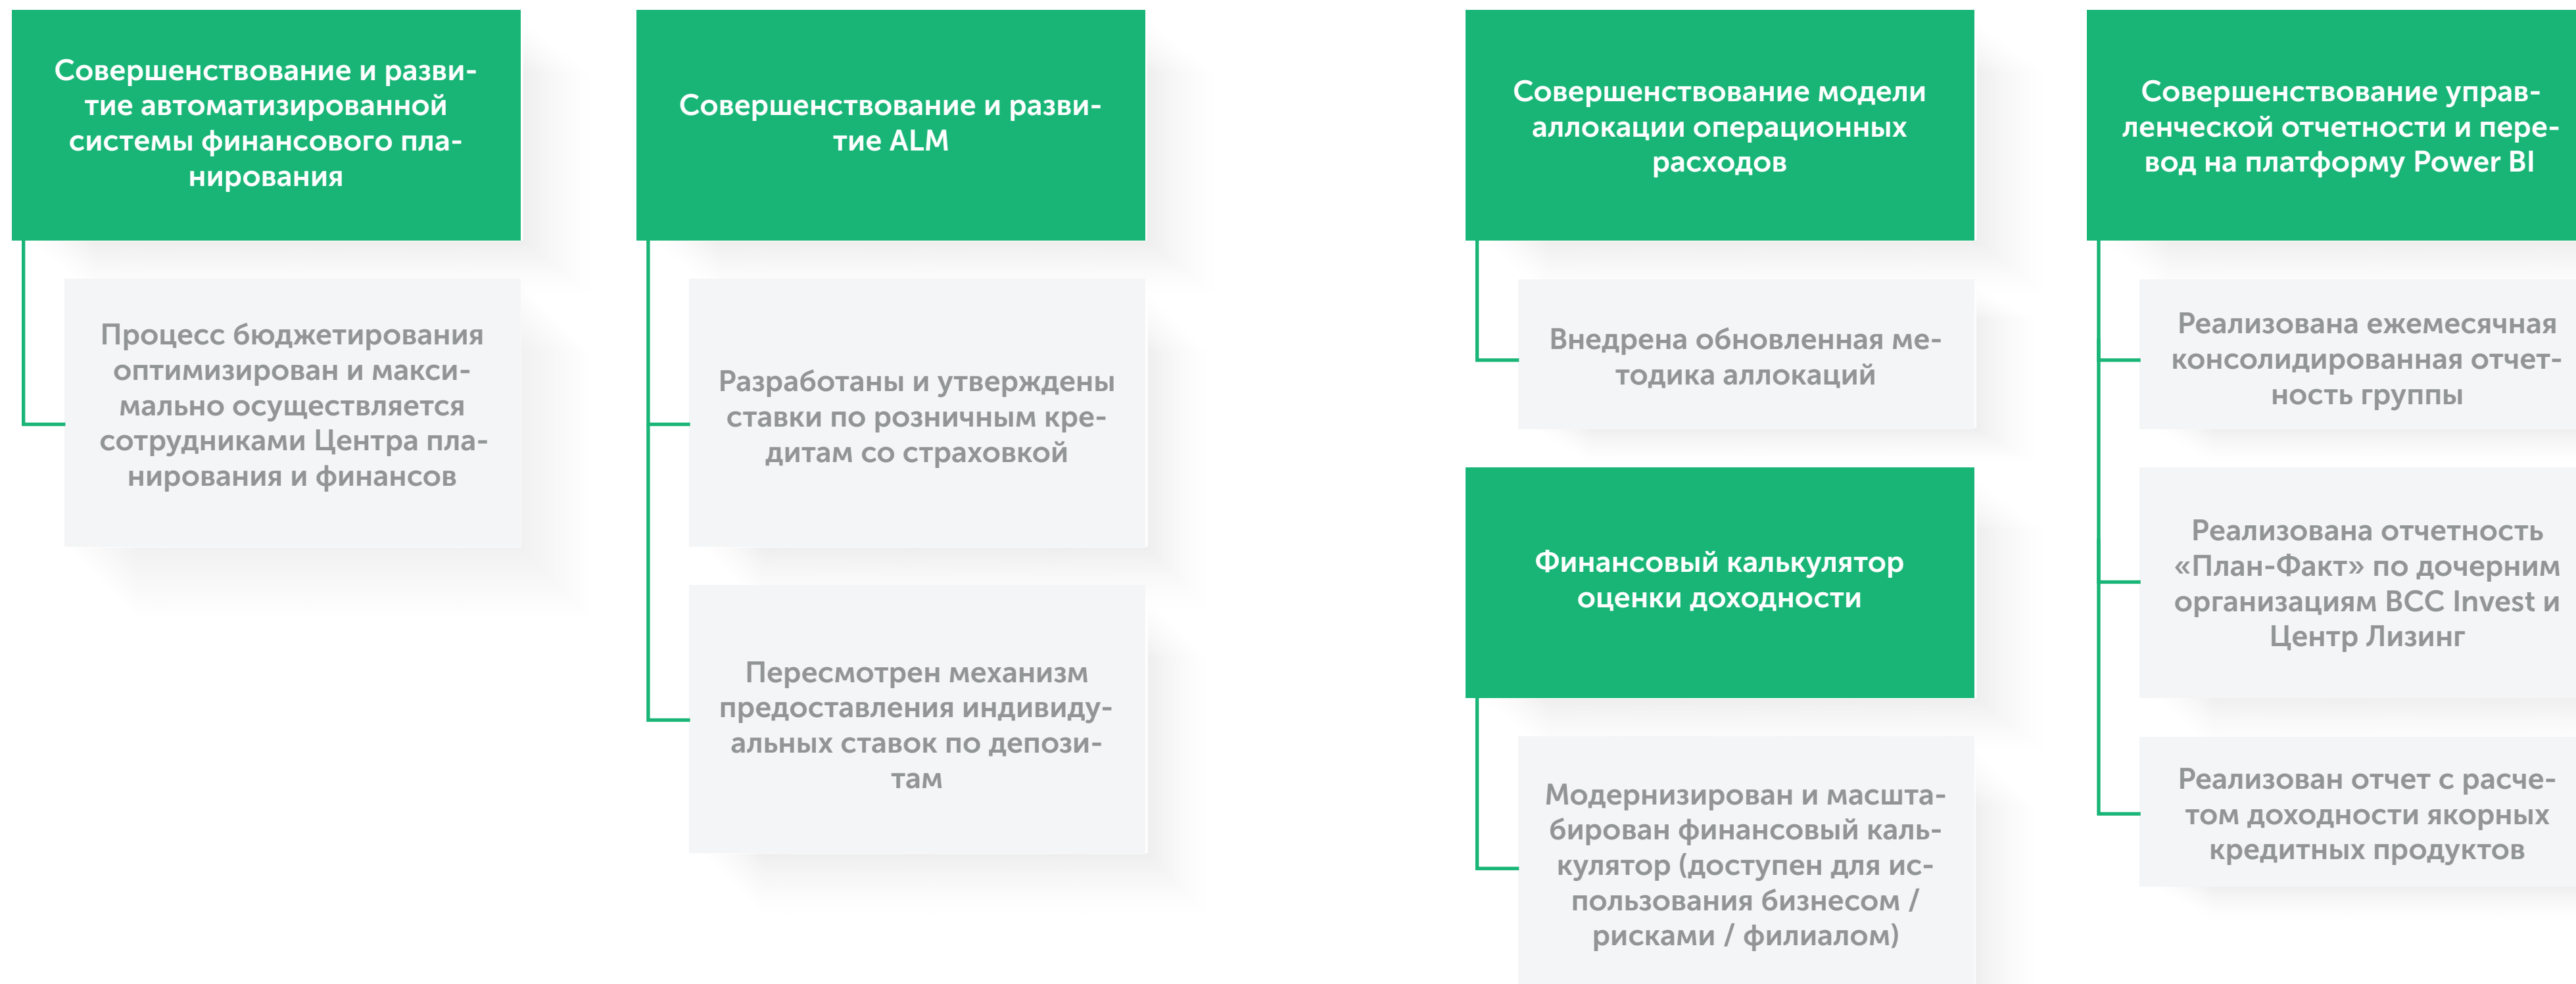 Совершенствование и разви-
тие автоматизированной
системы финансового пла-
нирования
Процесс бюджетирования
оптимизирован и макси-
мально осуществляется
сотрудниками Центра пла-
нирования и финансов
Совершенствование и разви-
тие ALM
Разработаны и утверждены
ставки по розничным кре-
дитам со страховкой
Пересмотрен механизм
предоставления индивиду-
альных ставок по депози-
там
Совершенствование модели
аллокации операционных
расходов
Внедрена обновленная ме-
тодика аллокаций
Финансовый калькулятор
оценки доходности
Модернизирован и масшта-
бирован финансовый каль-
кулятор (доступен для ис-
пользования бизнесом /
рисками / филиалом)
Совершенствование управ-
ленческой отчетности и пере-
вод на платформу Power BI
Реализована ежемесячная
консолидированная отчет-
ность группы
Реализована отчетность
«План-Факт» по дочерним
организациям BCC Invest и
Центр Лизинг
Реализован отчет с расче-
том доходности якорных
кредитных продуктов